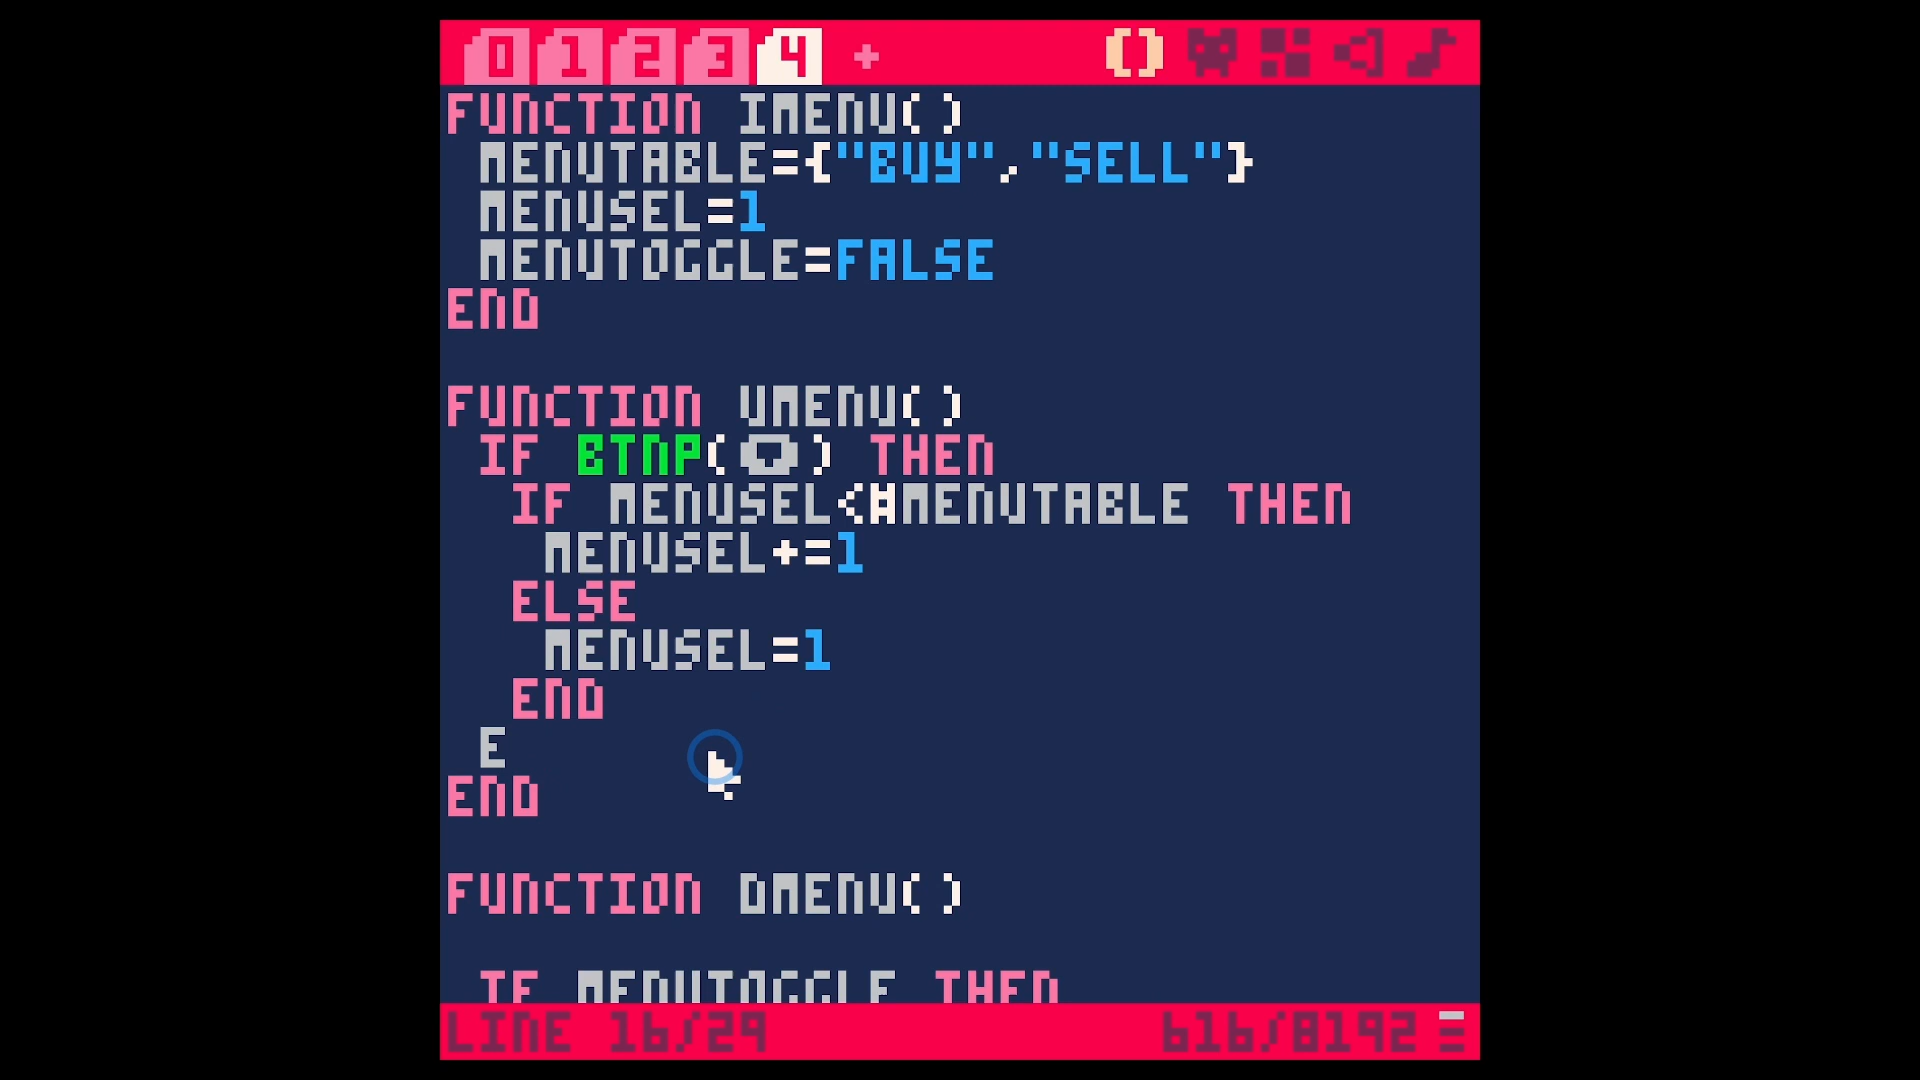 0 1 2 3 4 +
FUNCTION IMENU()
MENUTABLE={"BUY","SELL"}
MENUSEL=1
MENUTOGGLE=FALSE
END
FUNCTION UMENU()
IF BTNP(⬇️) THEN
IF MENUSEL<#MENUTABLE THEN
MENUSEL+=1
ELSE
MENUSEL=1
END
E
END
FUNCTION DMENU()
IF MENUTOGGLE THEN
LINE 16/29 616/8192